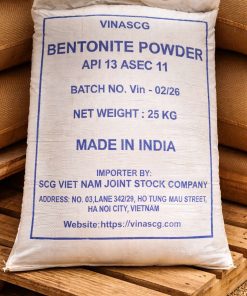 VINASCG
BENTONITE POWDER
API 13 ASEC 11
BATCH NO. Vin - 02/26
NET WEIGHT : 25 KG
MADE IN INDIA
IMPORTER BY:
SCG VIET NAM JOINT STOCK COMPANY
ADDRESS: NO. 03,LANE 342/29, HO TUNG MAU STREET,
HA NOI CITY, VIETNAM
Website:https://vinascg.com